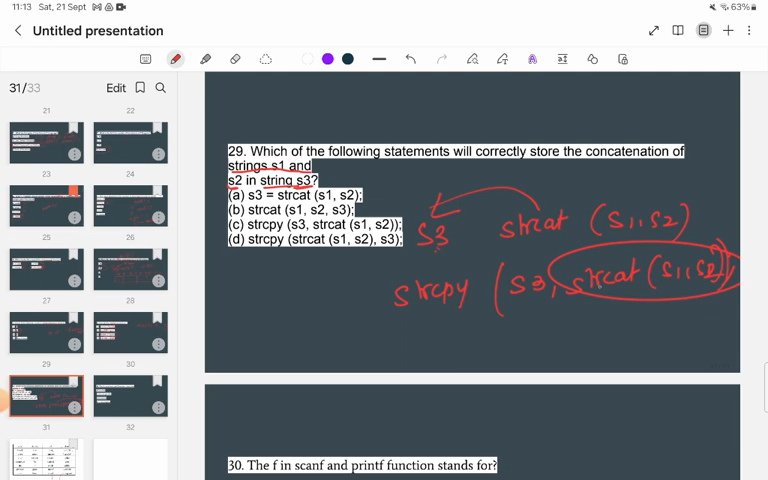 11:13 Sat, 21 Sept
63%
Untitled presentation
31/33
Edit
21 22
23 24
25 26
27 28
29 30
31 32
29. Which of the following statements will correctly store the concatenation of
strings s1 and
s2 in string s3?
(a) s3 = strcat (s1, s2);
(b) strcat (s1, s2, s3);
(c) strcpy (s3, strcat (s1, s2));
(d) strcpy (strcat (s1, s2), s3);
s3 strcat (s1, s2)
strcpy (s3, strcat (s1, s2))
30. The f in scanf and printf function stands for?